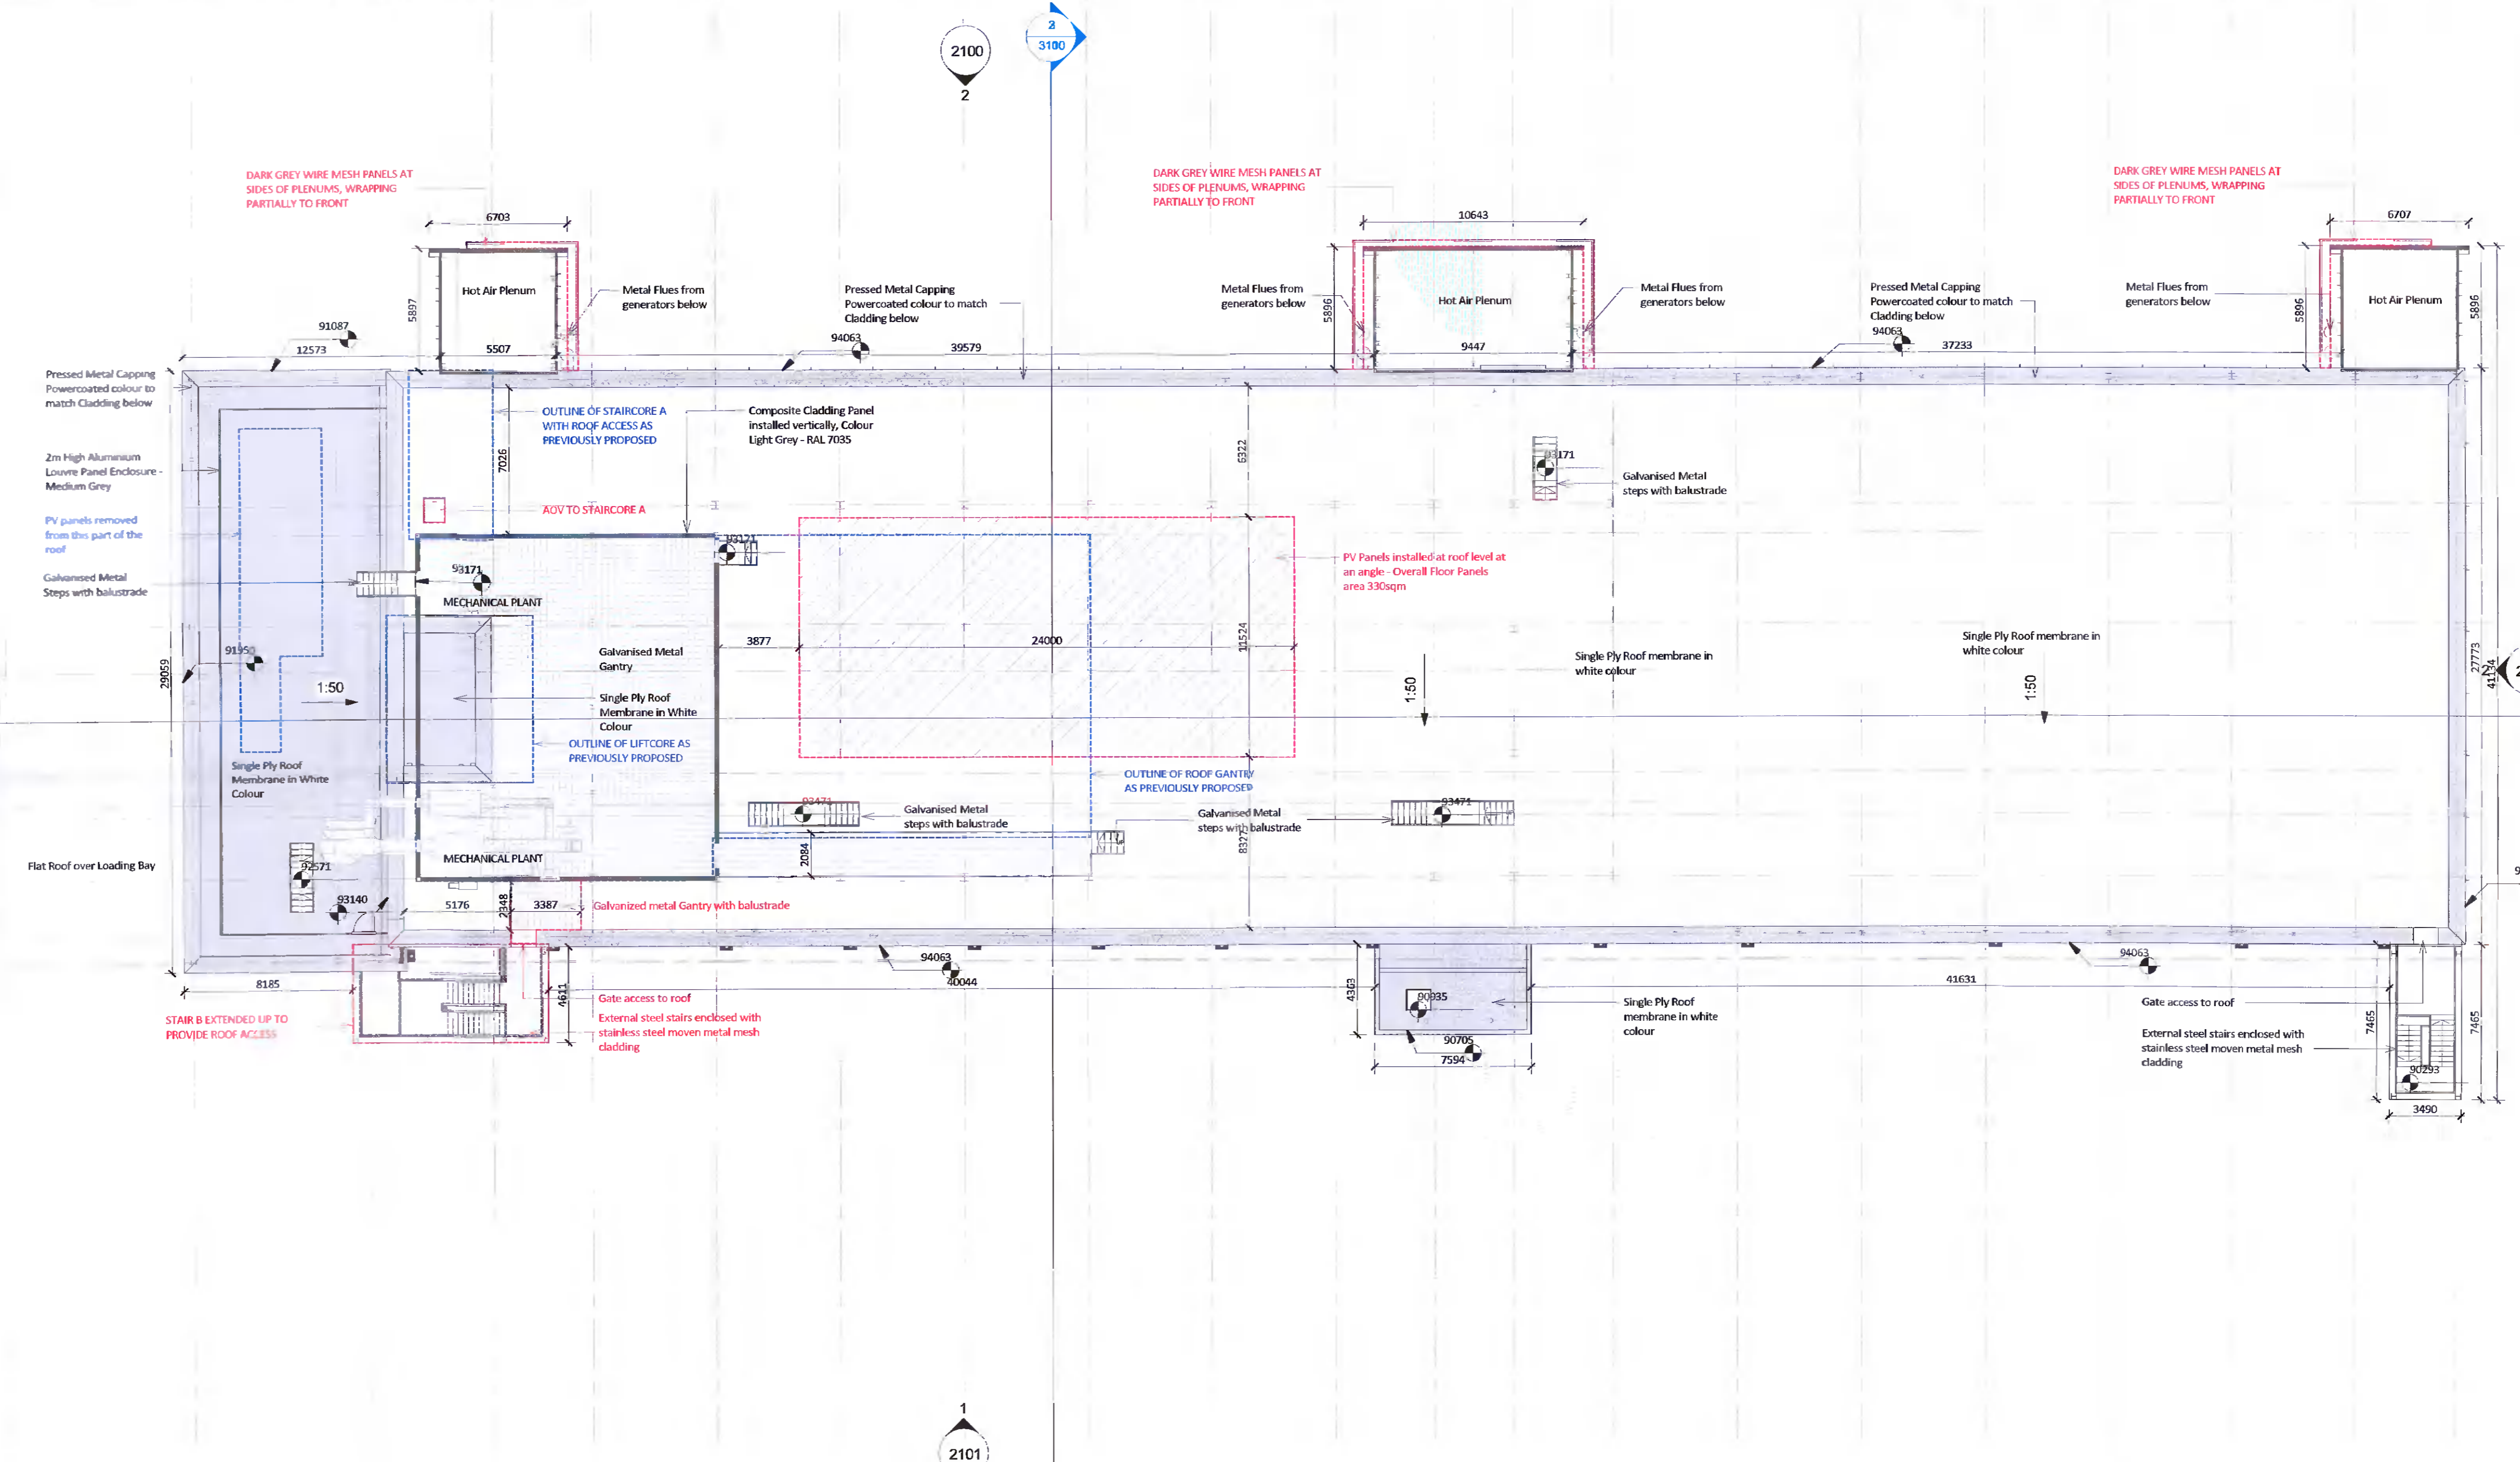 2
3100
2100
2
DARK GREY WIRE MESH PANELS AT
SIDES OF PLENUMS, WRAPPING
PARTIALLY TO FRONT
DARK GREY WIRE MESH PANELS AT
SIDES OF PLENUMS, WRAPPING
PARTIALLY TO FRONT
DARK GREY WIRE MESH PANELS AT
SIDES OF PLENUMS, WRAPPING
PARTIALLY TO FRONT
6703
10643
6707
Hot Air Plenum
5897
Metal Flues from
generators below
Pressed Metal Capping
Powercoated colour to match
Cladding below
Metal Flues from
generators below
5896
Hot Air Plenum
Metal Flues from
generators below
Pressed Metal Capping
Powercoated colour to match
Cladding below
Metal Flues from
generators below
5896
Hot Air Plenum
5896
91087
12573
5507
94063
39579
9447
94063
37233
Pressed Metal Capping
Powercoated colour to
match Cladding below
2m High Aluminium
Louvre Panel Enclosure -
Medium Grey
PV panels removed
from this part of the
roof
Galvanised Metal
Steps with balustrade
OUTLINE OF STAIRCORE A
WITH ROOF ACCESS AS
PREVIOUSLY PROPOSED
7026
Composite Cladding Panel
installed vertically, Colour
Light Grey - RAL 7035
AOV TO STAIRCORE A
6322
93171
Galvanised Metal
steps with balustrade
93171
93171
MECHANICAL PLANT
PV Panels installed at roof level at
an angle - Overall Floor Panels
area 330sqm
3877
24000
11524
Galvanised Metal
Gantry
Single Ply Roof
Membrane in White
Colour
OUTLINE OF LIFTCORE AS
PREVIOUSLY PROPOSED
91950
29059
1:50
Single Ply Roof
Membrane in White
Colour
Single Ply Roof membrane in
white colour
1:50
Single Ply Roof membrane in
white colour
1:50
27773
41134
2
OUTLINE OF ROOF GANTRY
AS PREVIOUSLY PROPOSED
93471
Galvanised Metal
steps with balustrade
Galvanised Metal
steps with balustrade
93471
8327
2084
Flat Roof over Loading Bay
MECHANICAL PLANT
92571
93140
5176
2348
3387
Galvanized metal Gantry with balustrade
9
8185
4611
94063
40044
4363
90935
41631
94063
STAIR B EXTENDED UP TO
PROVIDE ROOF ACCESS
Gate access to roof
External steel stairs enclosed with
stainless steel moven metal mesh
cladding
90705
7594
Single Ply Roof
membrane in white
colour
Gate access to roof
External steel stairs enclosed with
stainless steel moven metal mesh
cladding
7465
7465
90293
3490
1
2101